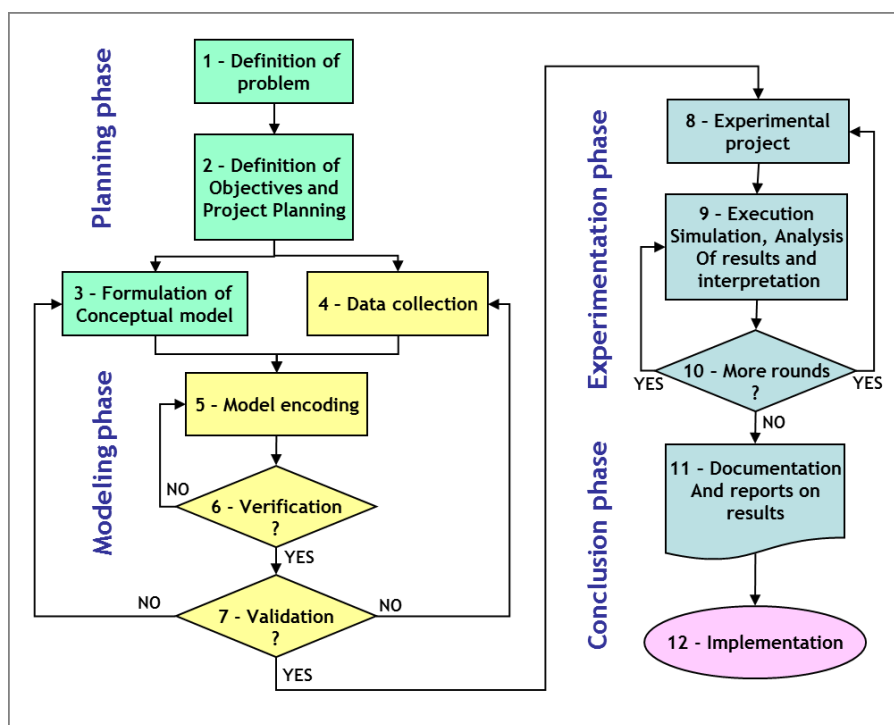 Planning phase
1 – Definition of
problem
2 – Definition of
Objectives and
Project Planning
3 – Formulation of
Conceptual model
4 – Data collection
Modeling phase
5 – Model encoding
NO
6 – Verification
?
YES
NO
7 – Validation
?
NO
YES
Experimentation phase
8 – Experimental
project
9 – Execution
Simulation, Analysis
Of results and
interpretation
YES
10 – More rounds
?
YES
NO
Conclusion phase
11 – Documentation
And reports on
results
12 – Implementation